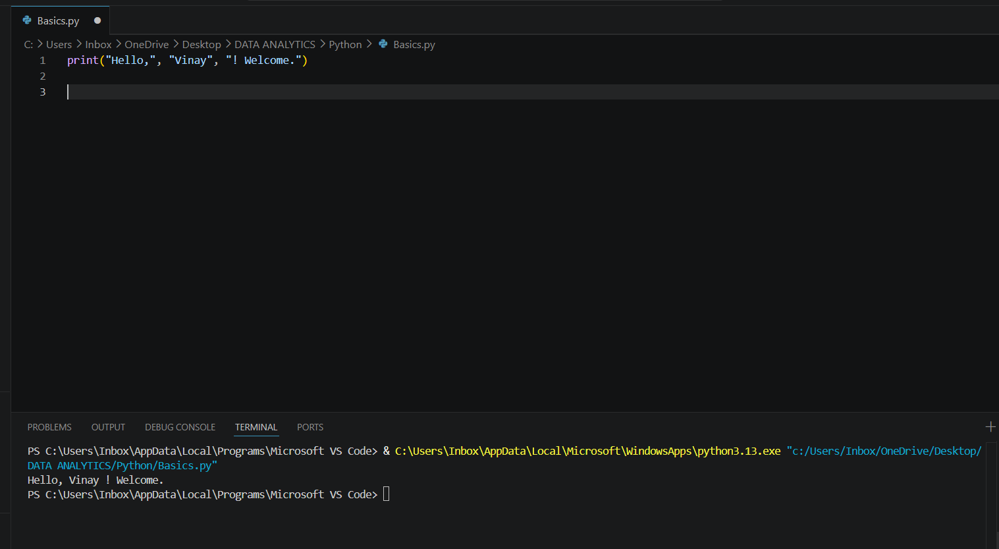 Basics.py
C: > Users > Inbox > OneDrive > Desktop > DATA ANALYTICS > Python > Basics.py
1 print("Hello,", "Vinay", "! Welcome.")
2
3
PROBLEMS OUTPUT DEBUG CONSOLE TERMINAL PORTS
PS C:\Users\Inbox\AppData\Local\Programs\Microsoft VS Code> & C:\Users\Inbox\AppData\Local\Microsoft\WindowsApps\python3.13.exe "c:/Users/Inbox/OneDrive/Desktop/
DATA ANALYTICS/Python/Basics.py"
Hello, Vinay ! Welcome.
PS C:\Users\Inbox\AppData\Local\Programs\Microsoft VS Code>